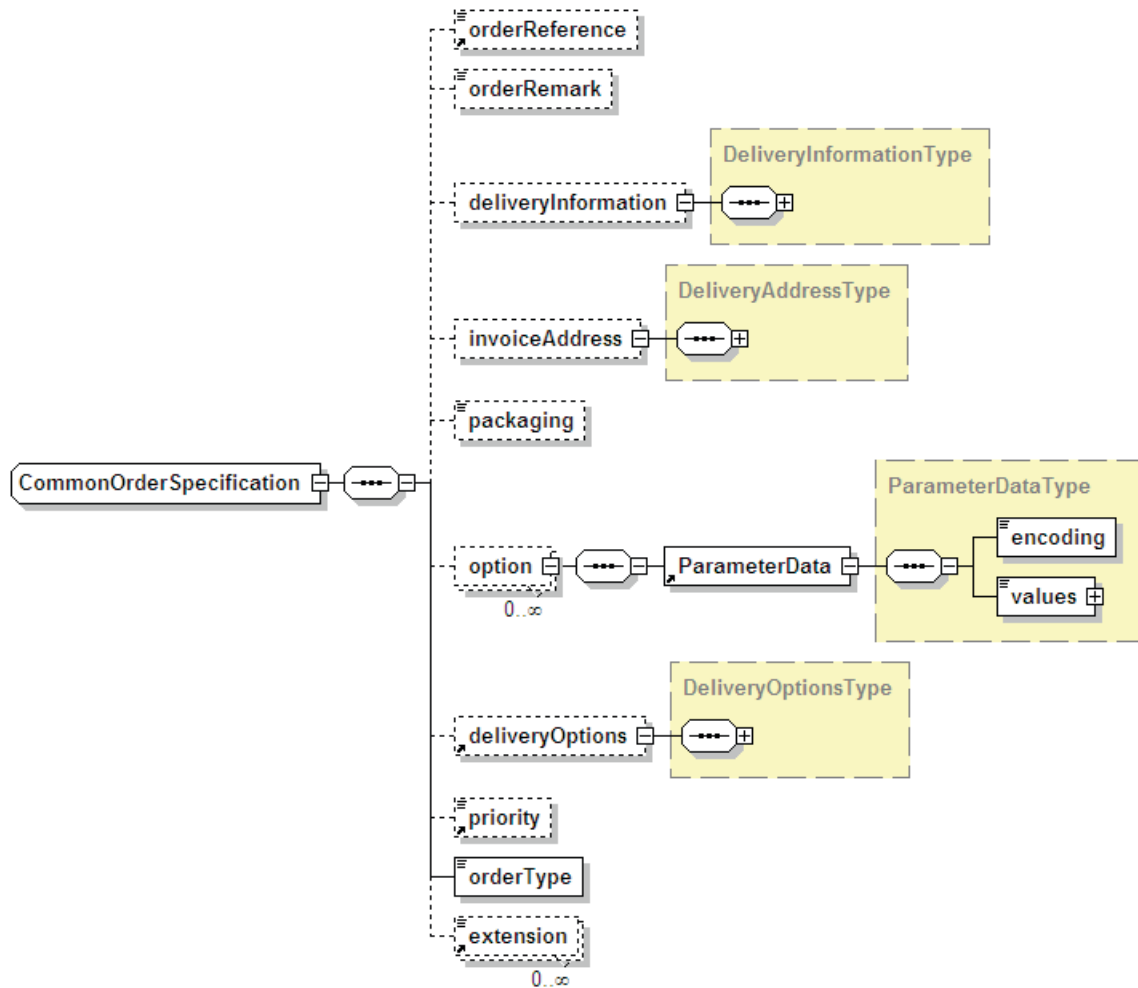 orderReference
orderRemark
DeliveryInformationType
deliveryInformation
DeliveryAddressType
invoiceAddress
packaging
CommonOrderSpecification
ParameterDataType
encoding
option
ParameterData
values
0..∞
DeliveryOptionsType
deliveryOptions
priority
orderType
extension
0..∞